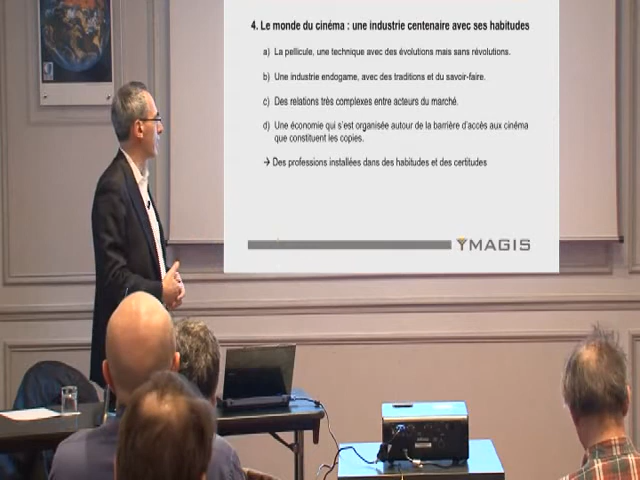 4. Le monde du cinéma : une industrie centenaire avec ses habitudes
a) La pellicule, une technique avec des évolutions mais sans révolutions.
b) Une industrie endogame, avec des traditions et du savoir-faire.
c) Des relations très complexes entre acteurs du marché.
d) Une économie qui s'est organisée autour de la barrière d'accès aux cinéma
que constituent les copies.
→ Des professions installées dans des habitudes et des certitudes
YMAGIS